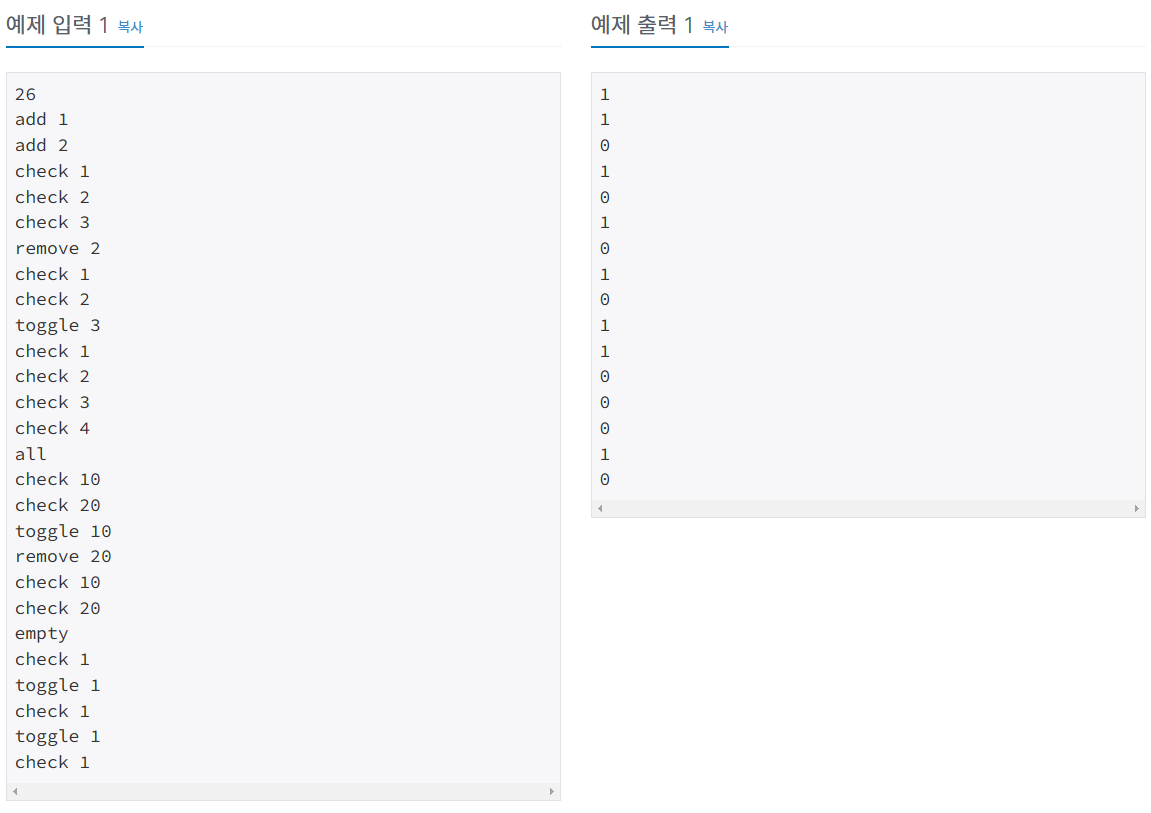 예제 입력 1 복사
26
add 1
add 2
check 1
check 2
check 3
remove 2
check 1
check 2
toggle 3
check 1
check 2
check 3
check 4
all
check 10
check 20
toggle 10
remove 20
check 10
check 20
empty
check 1
toggle 1
check 1
toggle 1
check 1
예제 출력 1 복사
1
1
0
1
0
1
0
1
0
1
1
0
0
0
1
0